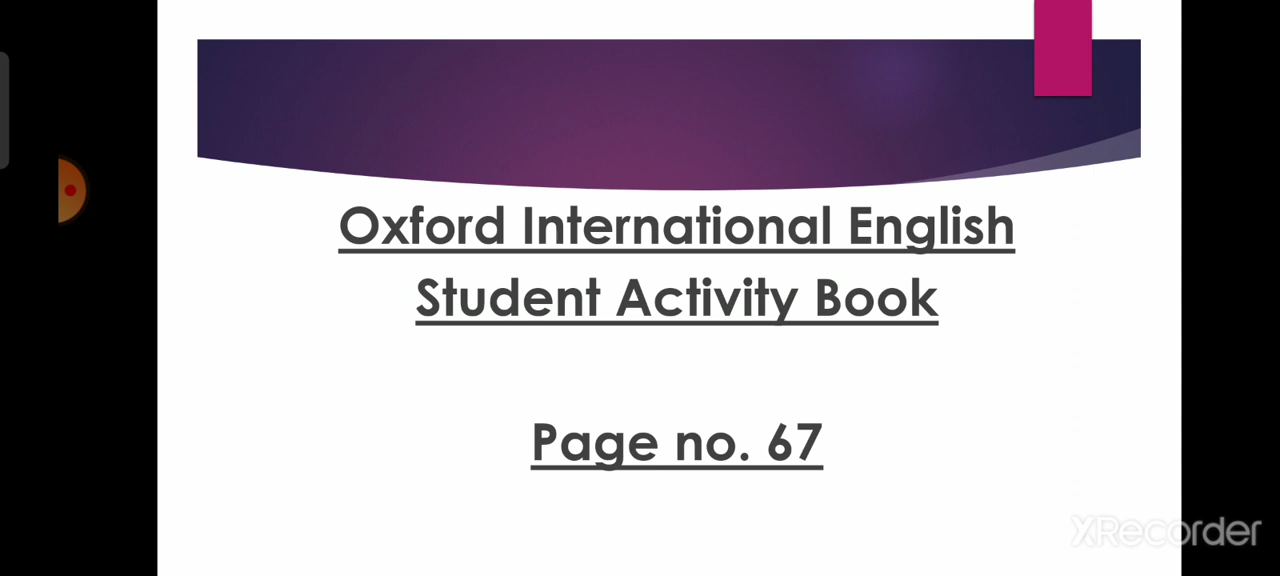 Oxford International English
Student Activity Book
Page no. 67
XRecorder